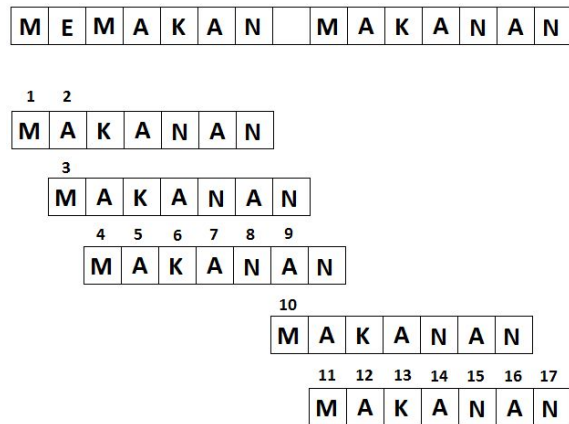 MEMAKAN MAKANAN
1 2
MAKANAN
3
MAKANAN
4 5 6 7 8 9
MAKANAN
10
MAKANAN
11 12 13 14 15 16 17
MAKANAN